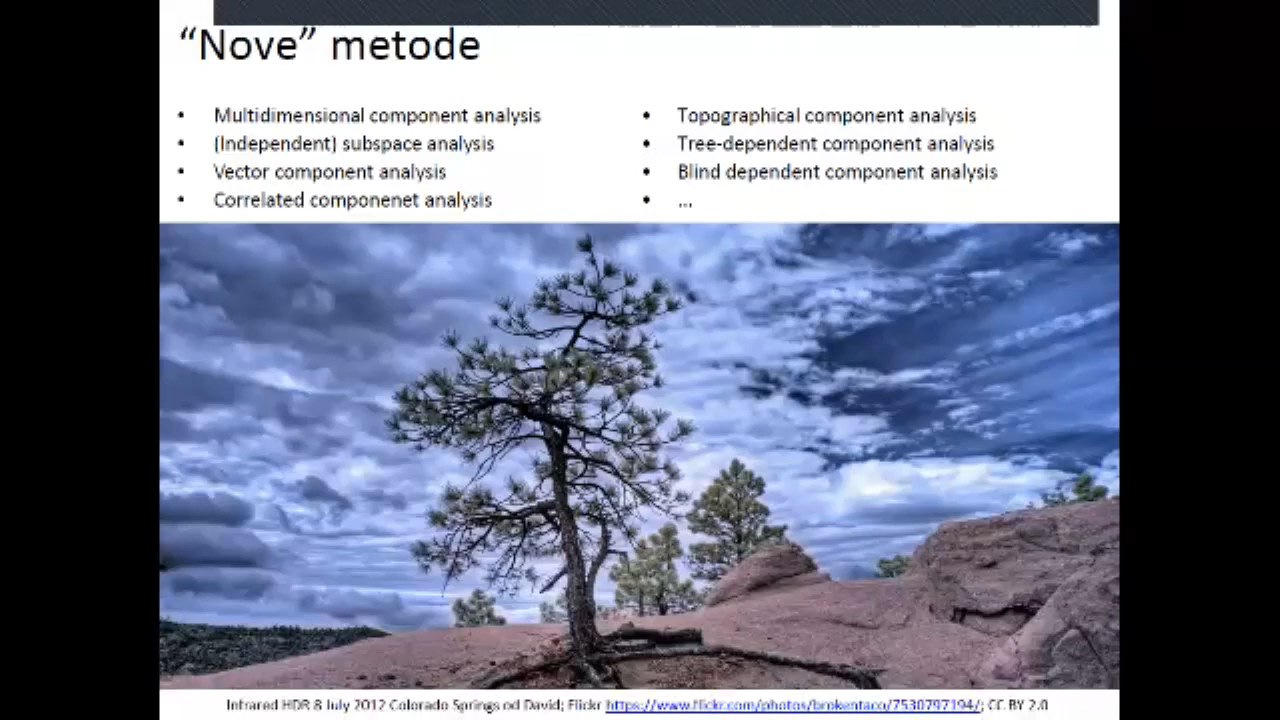 “Nove” metode
• Multidimensional component analysis
• (Independent) subspace analysis
• Vector component analysis
• Correlated componenet analysis
• Topographical component analysis
• Tree-dependent component analysis
• Blind dependent component analysis
• ...
Infrared HDR 8 July 2012 Colorado Springs od David; Flickr https://www.flickr.com/photos/brokentaco/7530797194/; CC BY 2.0